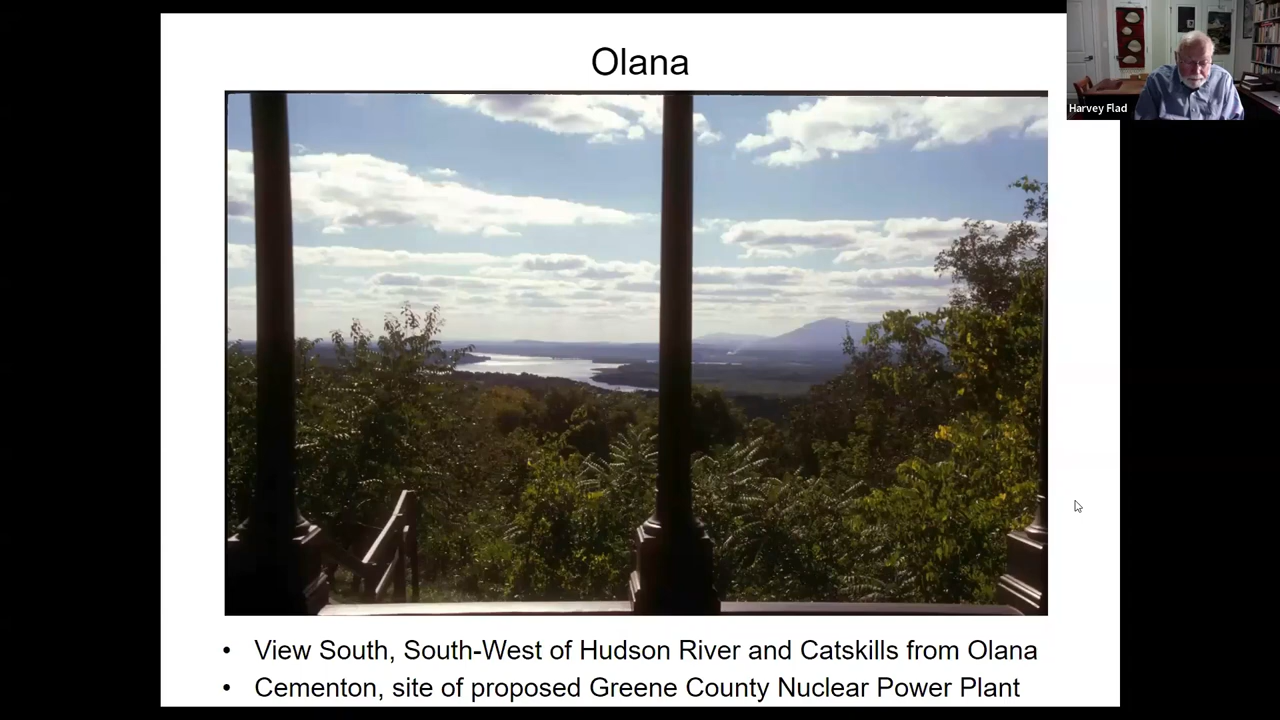 Olana
Harvey Flad
• View South, South-West of Hudson River and Catskills from Olana
• Cementon, site of proposed Greene County Nuclear Power Plant